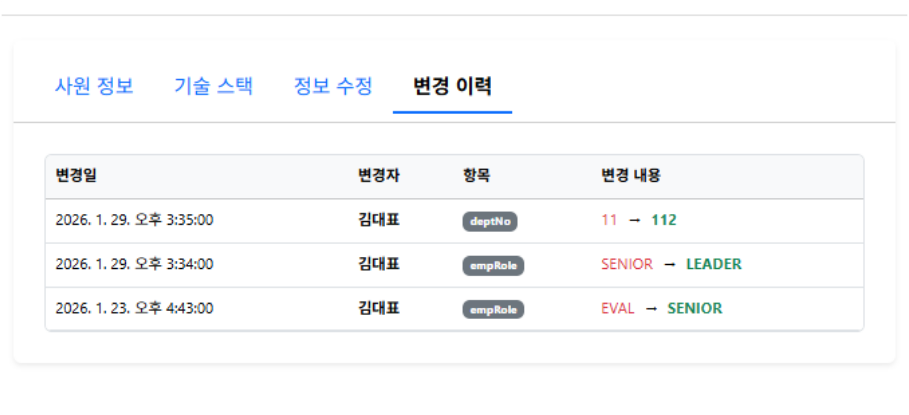 사원 정보 기술 스택 정보 수정 변경 이력
변경일 변경자 항목 변경 내용
2026. 1. 29. 오후 3:35:00 김대표 deptNo 11 → 112
2026. 1. 29. 오후 3:34:00 김대표 empRole SENIOR → LEADER
2026. 1. 23. 오후 4:43:00 김대표 empRole EVAL → SENIOR